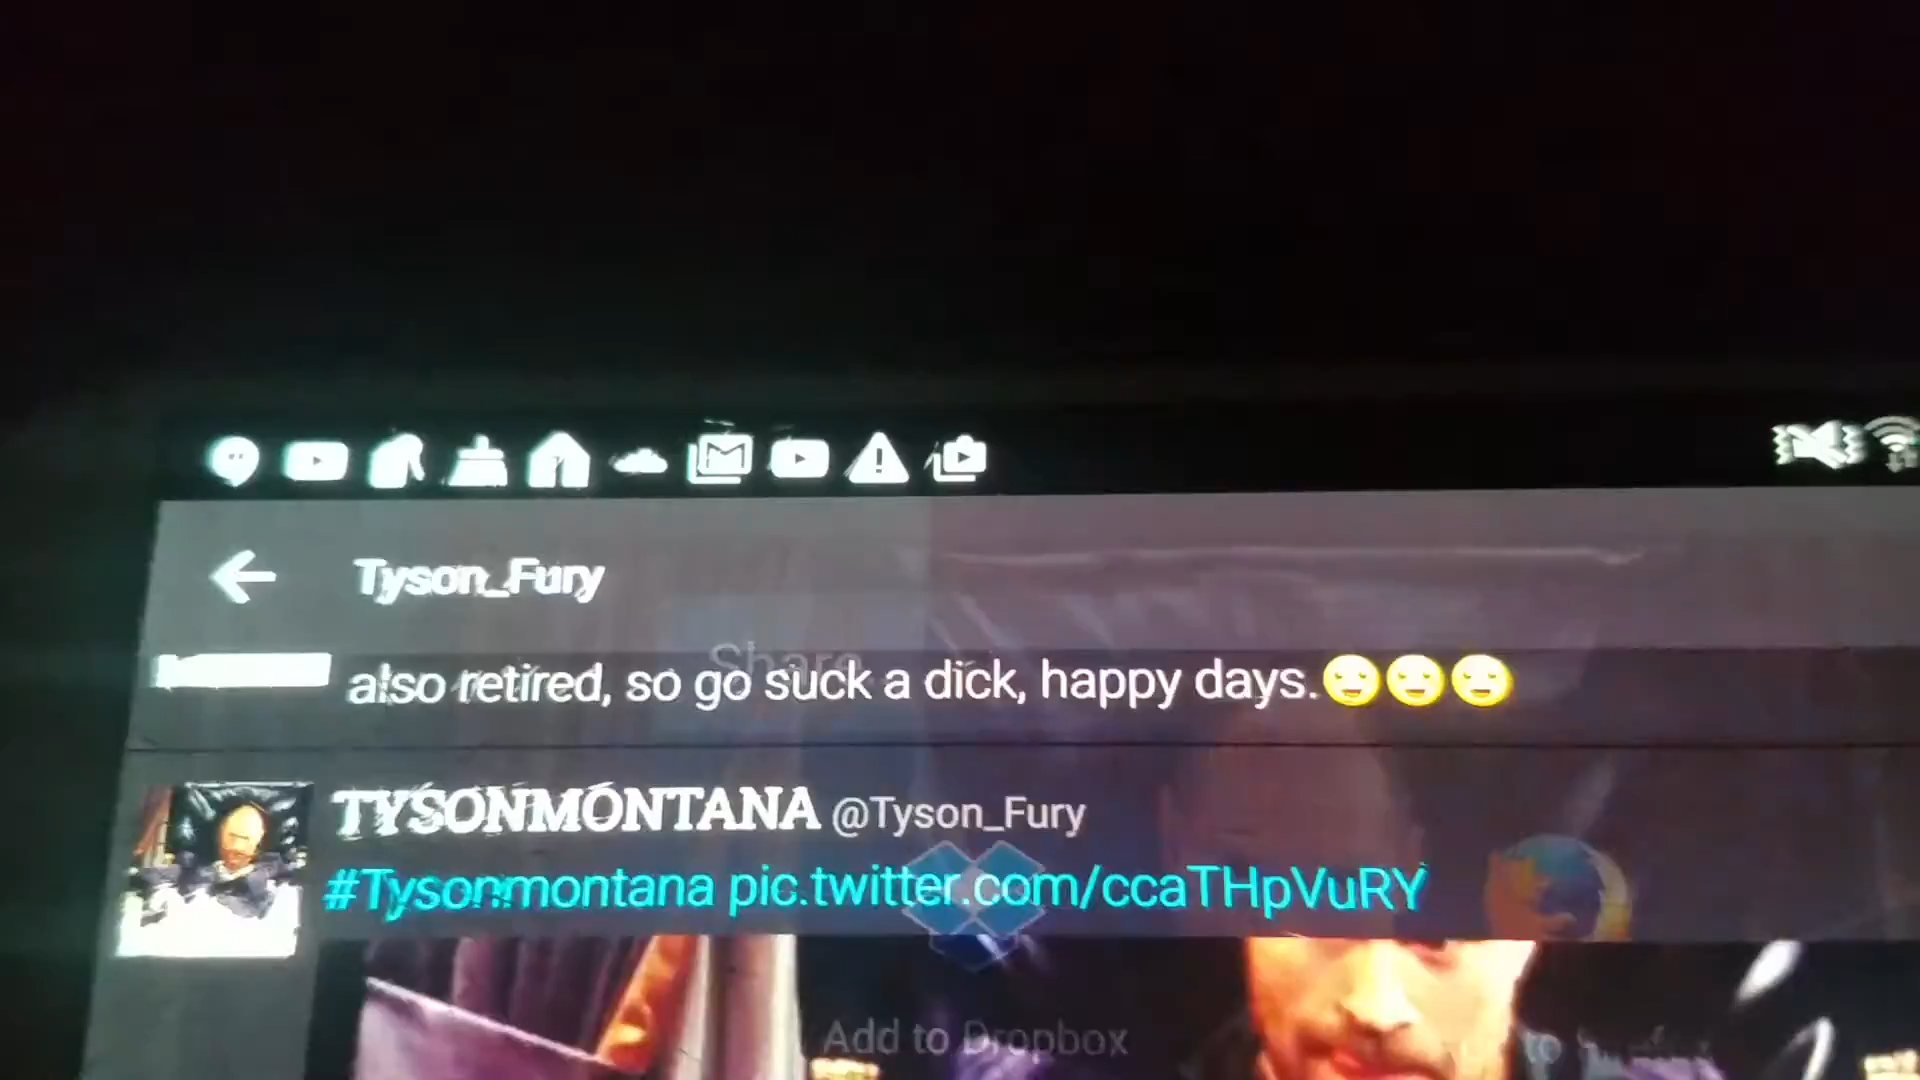 Tyson_Fury
Share
also retired, so go suck a dick, happy days.😀😀😀
TYSONMONTANA @Tyson_Fury
#Tysonmontana pic.twitter.com/ccaTHpVuRY
Add to Dropbox